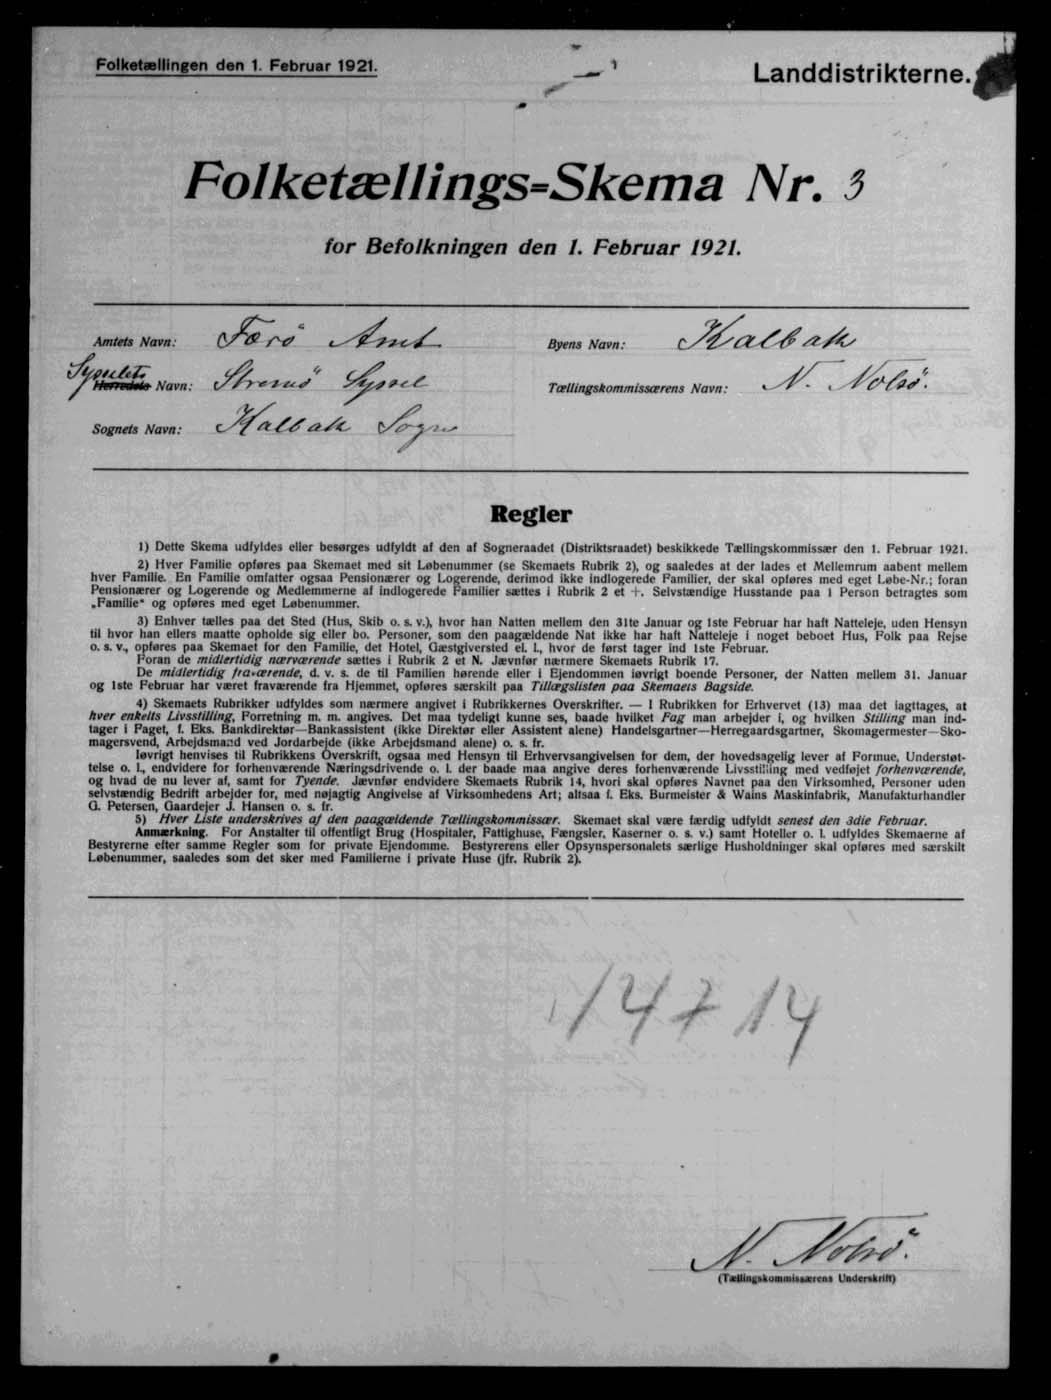 Folketællingen den 1. Februar 1921.
Landdistrikterne.
Folketællings=Skema Nr. 3
for Befolkningen den 1. Februar 1921.
Amtets Navn: Færö Amt
Byens Navn: Kalbak
Sysselets
Herredets Navn: Strømö Syssel
Tællingskommissærens Navn: N. Nolsö.
Sognets Navn: Kalbak Sogn
Regler
1) Dette Skema udfyldes eller besørges udfyldt af den af Sogneraadet (Distriktsraadet) beskikkede Tællingskommissær den 1. Februar 1921.
2) Hver Familie opføres paa Skemaet med sit Løbenummer (se Skemaets Rubrik 2), og saaledes at der lades et Mellemrum aabent mellem
hver Familie. En Familie omfatter ogsaa Pensionærer og Logerende, derimod ikke indlogerede Familier, der skal opføres med eget Løbe-Nr.; foran
Pensionærer og Logerende og Medlemmerne af indlogerede Familier sættes i Rubrik 2 et +. Selvstændige Husstande paa 1 Person betragtes som
„Familie“ og opføres med eget Løbenummer.
3) Enhver tælles paa det Sted (Hus, Skib o. s. v.), hvor han Natten mellem den 31te Januar og 1ste Februar har haft Natteleje, uden Hensyn
til hvor han ellers maatte opholde sig eller bo. Personer, som den paagældende Nat ikke har haft Natteleje i noget beboet Hus, Folk paa Rejse
o. s. v., opføres paa Skemaet for den Familie, det Hotel, Gæstgiversted el. l., hvor de først tager ind 1ste Februar.
Foran de midlertidig nærværende sættes i Rubrik 2 et N. Jævnfør nærmere Skemaets Rubrik 17.
De midlertidig fraværende, d. v. s. de til Familien hørende eller i Ejendommen iøvrigt boende Personer, der Natten mellem 31. Januar
og 1ste Februar har været fraværende fra Hjemmet, opføres særskilt paa Tillægslisten paa Skemaets Bagside.
4) Skemaets Rubrikker udfyldes som nærmere angivet i Rubrikkernes Overskrifter. — I Rubrikken for Erhvervet (13) maa det iagttages, at
hver enkelts Livsstilling, Forretning m. m. angives. Det maa tydeligt kunne ses, baade hvilket Fag man arbejder i, og hvilken Stilling man ind-
tager i Faget, f. Eks. Bankdirektør—Bankassistent (ikke Direktør eller Assistent alene) Handelsgartner—Herregaardsgartner, Skomagermester—Sko-
magersvend, Arbejdsmand ved Jordarbejde (ikke Arbejdsmand alene) o. s. fr.
Iøvrigt henvises til Rubrikkens Overskrift, ogsaa med Hensyn til Erhvervsangivelsen for dem, der hovedsagelig lever af Formue, Understøt-
telse o. l., endvidere for forhenværende Næringsdrivende o. l. der baade maa angive deres forhenværende Livsstilling med vedføjet forhenværende,
og hvad de nu lever af, samt for Tyende. Jævnfør endvidere Skemaets Rubrik 14, hvori skal opføres Navnet paa den Virksomhed, Personer uden
selvstændig Bedrift arbejder for, med nøjagtig Angivelse af Virksomhedens Art; altsaa f. Eks. Burmeister & Wains Maskinfabrik, Manufakturhandler
G. Petersen, Gaardejer J. Hansen o. s. fr.
5) Hver Liste underskrives af den paagældende Tællingskommissær. Skemaet skal være færdig udfyldt senest den 3die Februar.
Anmærkning. For Anstalter til offentligt Brug (Hospitaler, Fattighuse, Fængsler, Kaserner o. s. v.) samt Hoteller o. l. udfyldes Skemaerne af
Bestyrerne efter samme Regler som for private Ejendomme. Bestyrerens eller Opsynspersonalets særlige Husholdninger skal opføres med særskilt
Løbenummer, saaledes som det sker med Familierne i private Huse (jfr. Rubrik 2).
14 + 14
N. Nolsö.
(Tællingskommissærens Underskrift)